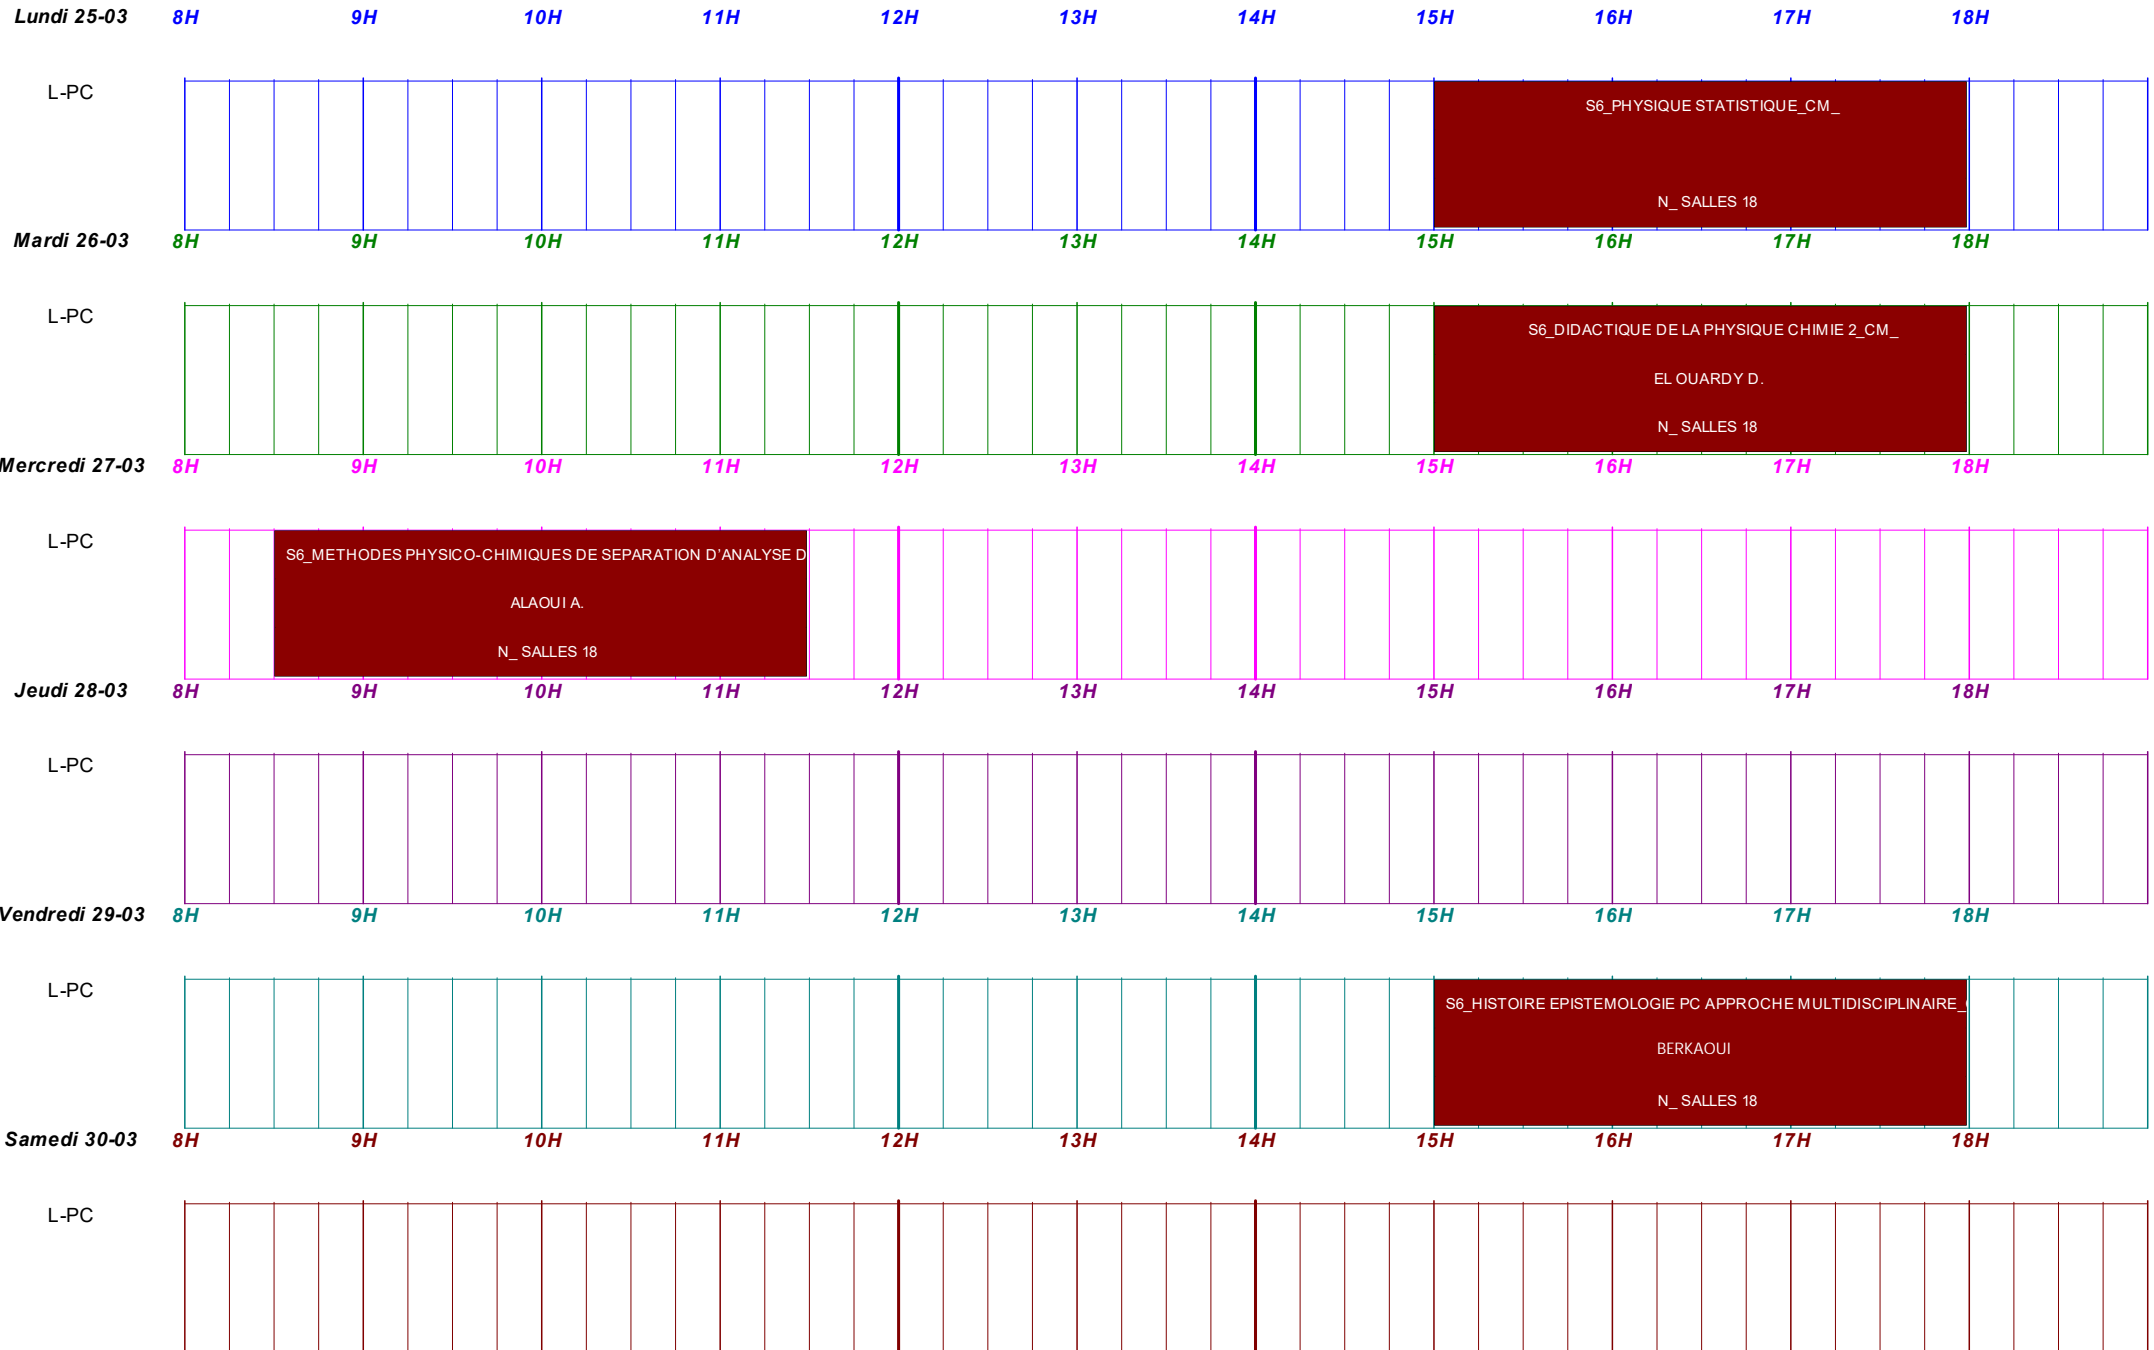 Lundi 25-03 8H 9H 10H 11H 12H 13H 14H 15H 16H 17H 18H
L-PC
S6_PHYSIQUE STATISTIQUE_CM_
N_ SALLES 18
Mardi 26-03 8H 9H 10H 11H 12H 13H 14H 15H 16H 17H 18H
L-PC
S6_DIDACTIQUE DE LA PHYSIQUE CHIMIE 2_CM_
EL OUARDY D.
N_ SALLES 18
Mercredi 27-03 8H 9H 10H 11H 12H 13H 14H 15H 16H 17H 18H
L-PC
S6_METHODES PHYSICO-CHIMIQUES DE SEPARATION D'ANALYSE D
ALAOUI A.
N_ SALLES 18
Jeudi 28-03 8H 9H 10H 11H 12H 13H 14H 15H 16H 17H 18H
L-PC
Vendredi 29-03 8H 9H 10H 11H 12H 13H 14H 15H 16H 17H 18H
L-PC
S6_HISTOIRE EPISTEMOLOGIE PC APPROCHE MULTIDISCIPLINAIRE_
BERKAOUI
N_ SALLES 18
Samedi 30-03 8H 9H 10H 11H 12H 13H 14H 15H 16H 17H 18H
L-PC